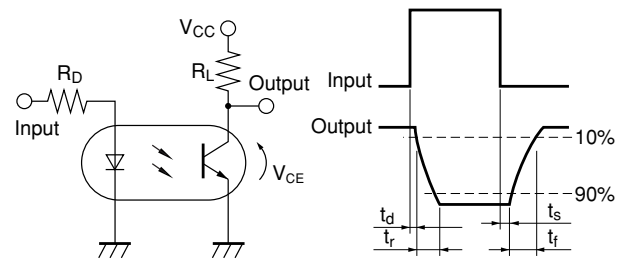 VCC
RD
RL
Output
Input
VCE
Input
Output
10%
90%
td
ts
tr
tf